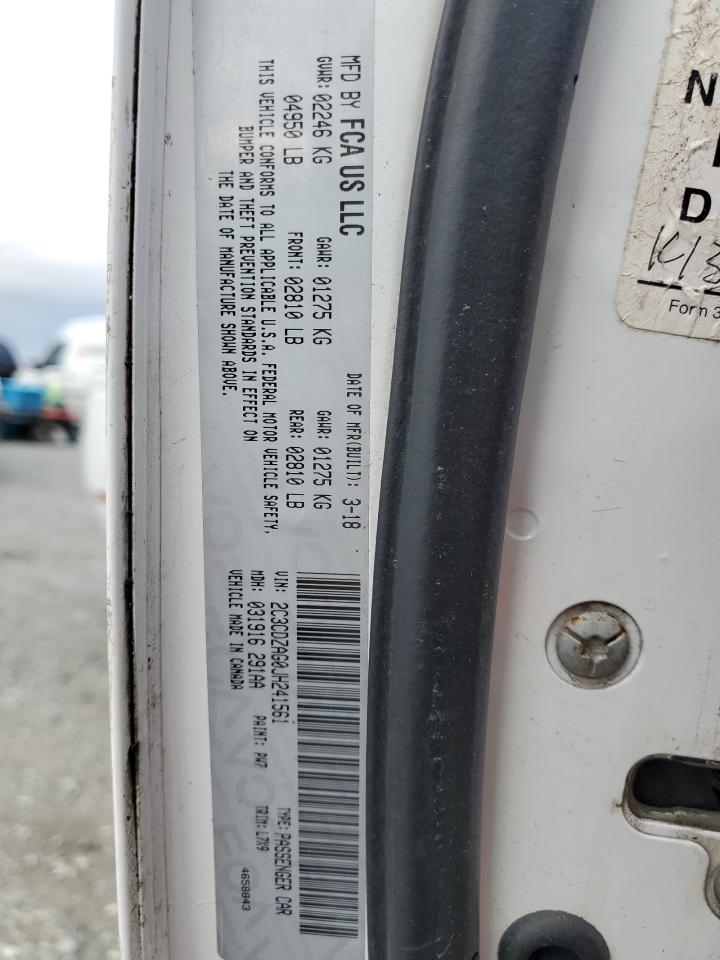 MFD BY FCA US LLC
DATE OF MFR(BUILT): 3-18
GVWR: 02246 KG GAWR: 01275 KG GAWR: 01275 KG
04950 LB FRONT: 02810 LB REAR: 02810 LB
THIS VEHICLE CONFORMS TO ALL APPLICABLE U.S.A. FEDERAL MOTOR VEHICLE SAFETY,
BUMPER AND THEFT PREVENTION STANDARDS IN EFFECT ON
THE DATE OF MANUFACTURE SHOWN ABOVE.
VIN: 2C3CDZAG0JH241561 TYPE: PASSENGER CAR
MDH: 031916 291AA PAINT: PW7 TRIM: L7X9
VEHICLE MADE IN CANADA 4658843
N
D
Form 3